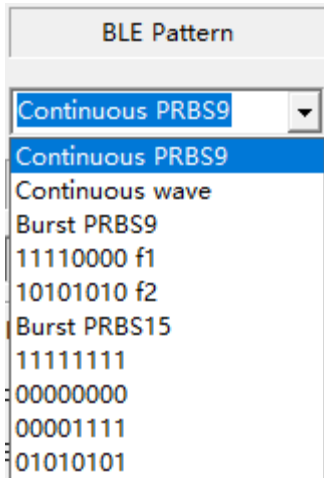 BLE Pattern
Continuous PRBS9
Continuous PRBS9
Continuous wave
Burst PRBS9
11110000 f1
10101010 f2
Burst PRBS15
11111111
00000000
00001111
01010101